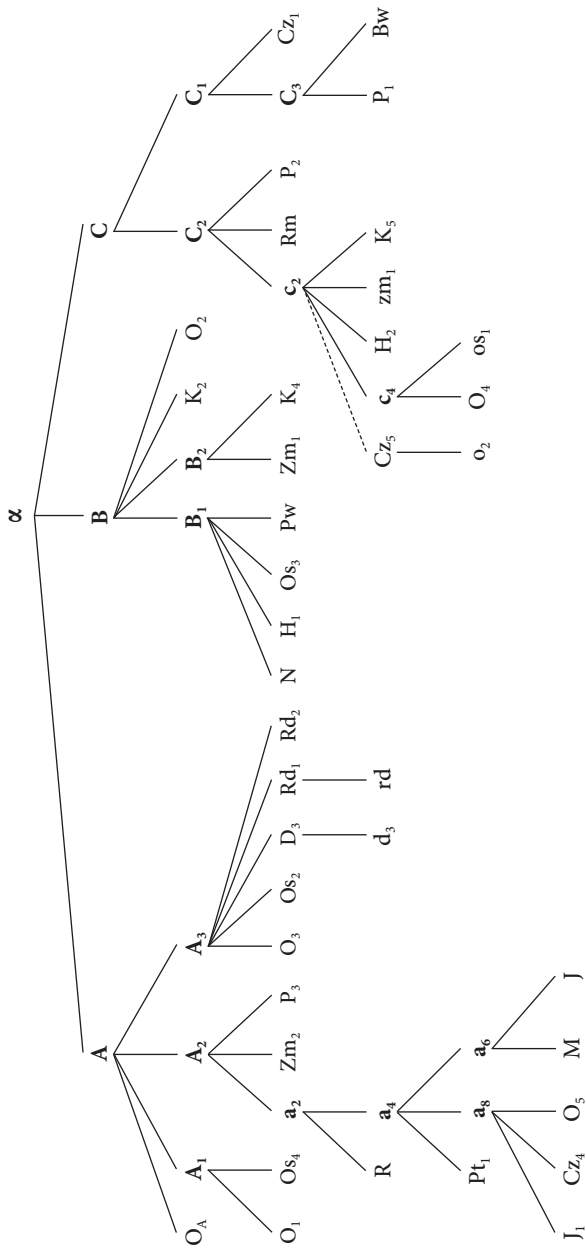 α
A B C
O_A A₁ A₂ A₃ B₁ B₂ K₂ O₂ C₂ C₁
O₁ Os₄ a₂ Zm₂ P₃ O₃ Os₂ D₃ Rd₁ Rd₂ N H₁ Os₃ Pw Zm₁ K₄ c₂ Rm P₂ C₃ Cz₁
R a₄ d₃ rd Cz₅ c₄ H₂ zm₁ K₅ P₁ Bw
Pt₁ a₈ a₆ o₂ O₄ os₁
J₁ Cz₄ O₅ M J